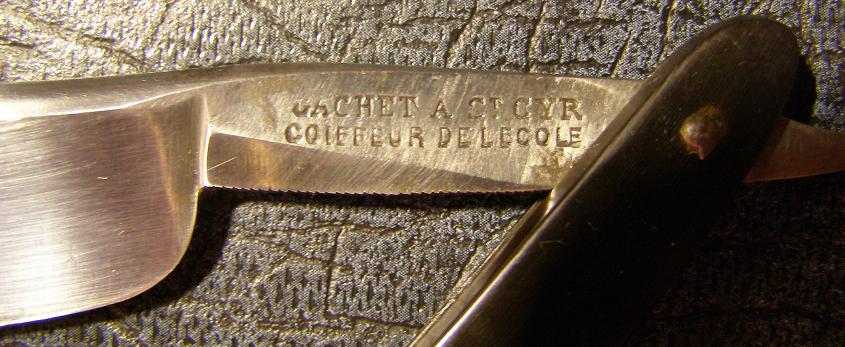 GACHET A ST CYR
COIFFEUR DE LECOLE